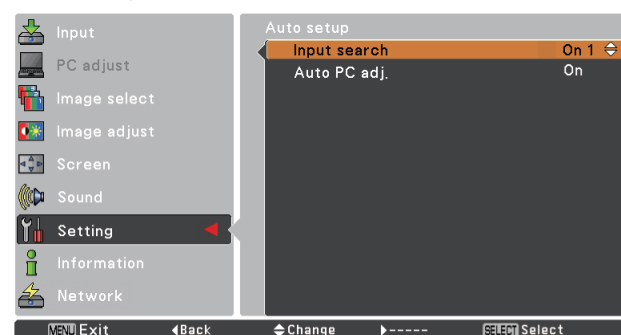 Input
PC adjust
Image select
Image adjust
Screen
Sound
Setting
Information
Network
Auto setup
Input search On 1
Auto PC adj. On
MENU Exit Back Change ----- SELECT Select